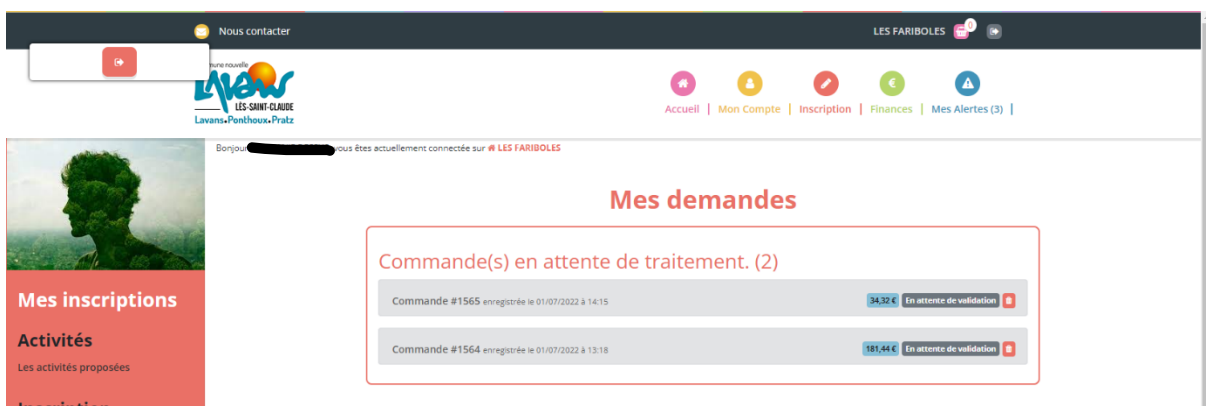 Nous contacter
LES FARIBOLES
0
nune nouvelle
LÈS-SAINT-CLAUDE
Lavans•Ponthoux•Pratz
Accueil | Mon Compte | Inscription | Finances | Mes Alertes (3) |
Bonjour vous êtes actuellement connectée sur LES FARIBOLES
Mes demandes
Commande(s) en attente de traitement. (2)
Commande #1565 enregistrée le 01/07/2022 à 14:15 34,32 € En attente de validation
Commande #1564 enregistrée le 01/07/2022 à 13:18 181,44 € En attente de validation
Mes inscriptions
Activités
Les activités proposées